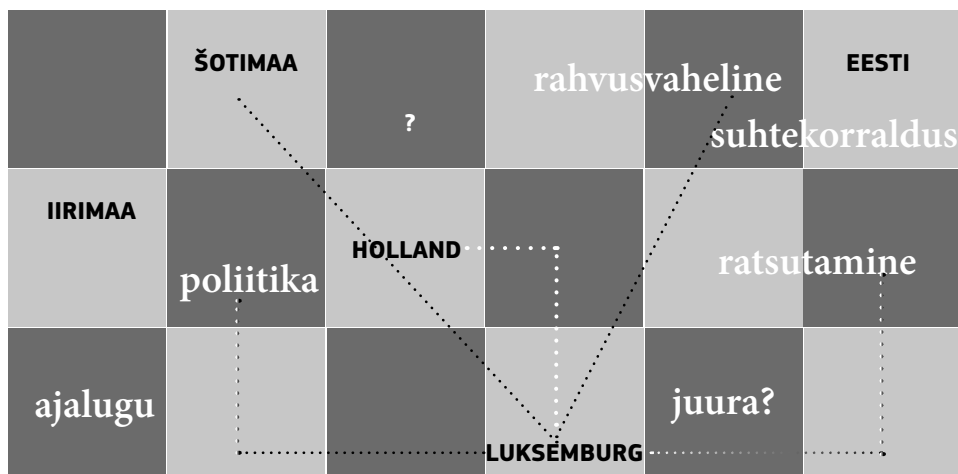 ŠOTIMAA
?
rahvusvaheline
EESTI
suhtekorraldus
IIRIMAA
HOLLAND
poliitika
ratsutamine
ajalugu
juura?
LUKSEMBURG